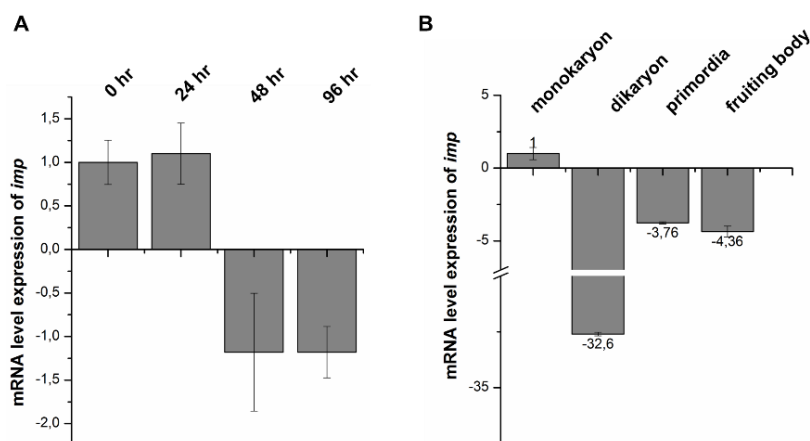 A
0 hr
24 hr
48 hr
96 hr
mRNA level expression of imp
1,5
1,0
0,5
0,0
-0,5
-1,0
-1,5
-2,0
B
monokaryon
dikaryon
primordia
fruiting body
mRNA level expression of imp
5
0
-5
-35
1
-32,6
-3,76
-4,36